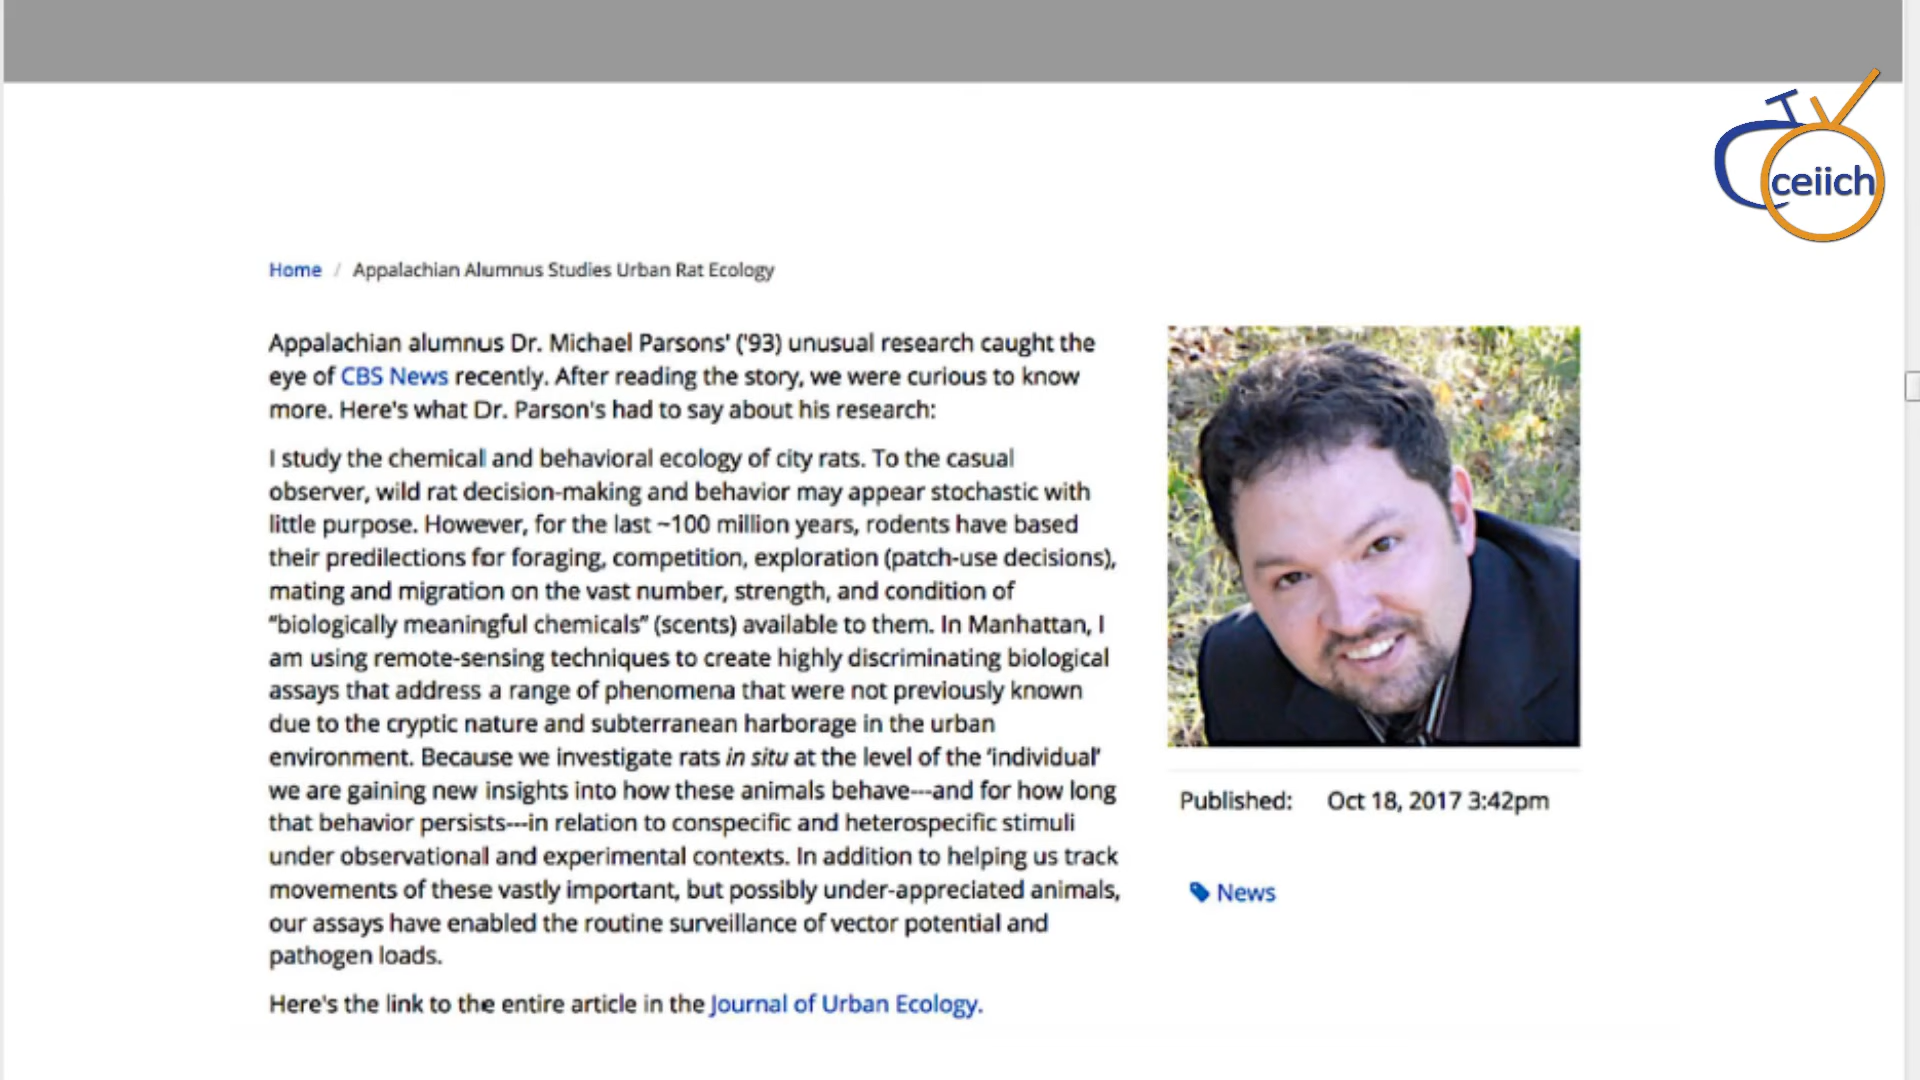 TV
ceiich
Home / Appalachian Alumnus Studies Urban Rat Ecology
Appalachian alumnus Dr. Michael Parsons' ('93) unusual research caught the
eye of CBS News recently. After reading the story, we were curious to know
more. Here's what Dr. Parson's had to say about his research:
I study the chemical and behavioral ecology of city rats. To the casual
observer, wild rat decision-making and behavior may appear stochastic with
little purpose. However, for the last ~100 million years, rodents have based
their predilections for foraging, competition, exploration (patch-use decisions),
mating and migration on the vast number, strength, and condition of
“biologically meaningful chemicals” (scents) available to them. In Manhattan, I
am using remote-sensing techniques to create highly discriminating biological
assays that address a range of phenomena that were not previously known
due to the cryptic nature and subterranean harborage in the urban
environment. Because we investigate rats in situ at the level of the ‘individual’
we are gaining new insights into how these animals behave---and for how long
that behavior persists---in relation to conspecific and heterospecific stimuli
under observational and experimental contexts. In addition to helping us track
movements of these vastly important, but possibly under-appreciated animals,
our assays have enabled the routine surveillance of vector potential and
pathogen loads.
Here's the link to the entire article in the Journal of Urban Ecology.
Published: Oct 18, 2017 3:42pm
News